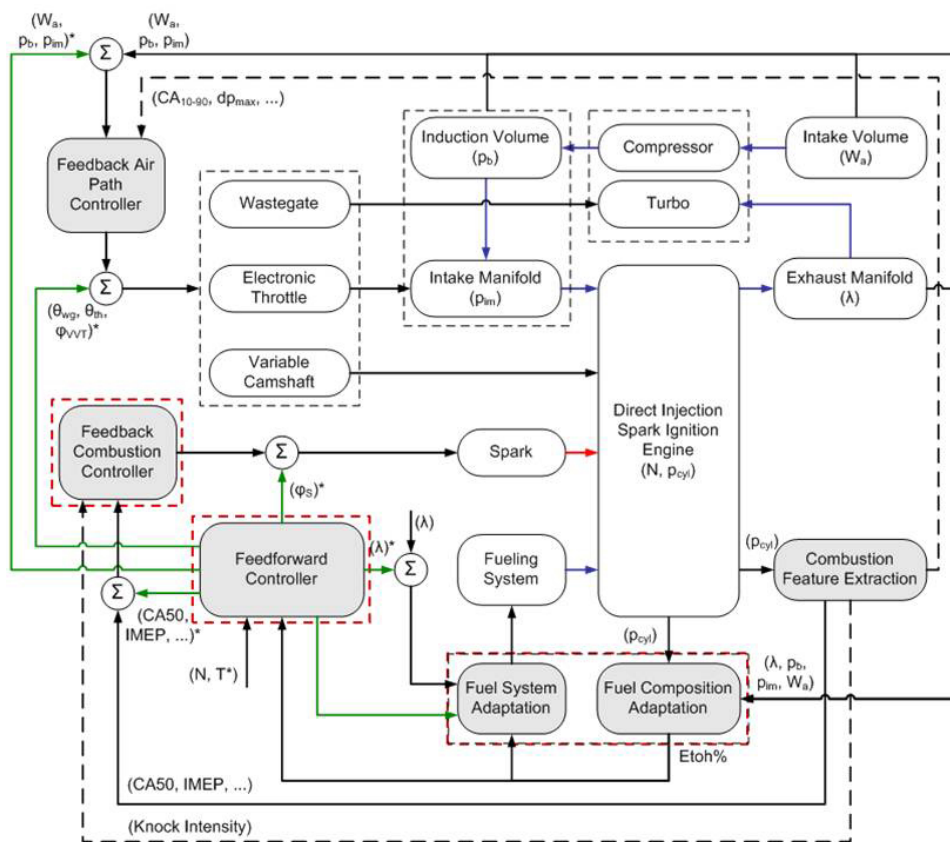 (Wa,
pb, pim)*
Σ
(Wa,
pb, pim)
(CA10-90, dpmax, ...)
Feedback Air
Path
Controller
Induction Volume
(pb)
Compressor
Intake Volume
(Wa)
Wastegate
Turbo
Σ
Electronic
Throttle
Intake Manifold
(pim)
Exhaust Manifold
(λ)
(θwg, θth,
φVVT)*
Variable
Camshaft
Direct Injection
Spark Ignition
Engine
(N, pcyl)
Feedback
Combustion
Controller
Σ
Spark
(φS)*
(λ)
Feedforward
Controller
(λ)*
Σ
Fueling
System
(pcyl)
Combustion
Feature Extraction
Σ
(CA50,
IMEP, ...)*
(pcyl)
(N, T*)
Fuel System
Adaptation
Fuel Composition
Adaptation
(λ, pb,
pim, Wa)
Etoh%
(CA50, IMEP, ...)
(Knock Intensity)